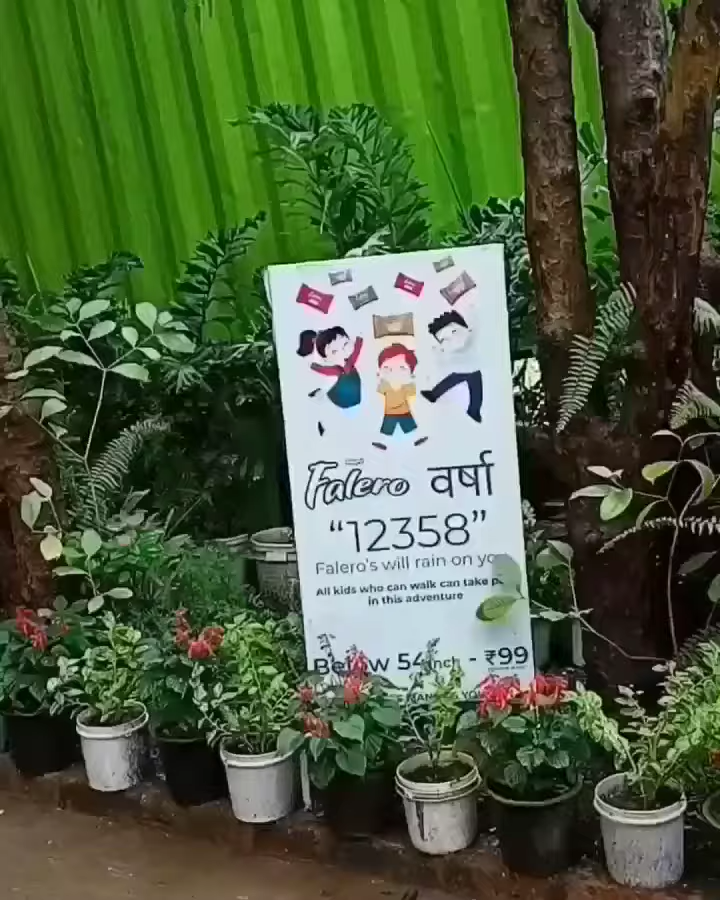 Falero वर्षा
"12358"
Falero's will rain on
All kids who can walk can take
in this adventure
Below 54 inch - ₹99